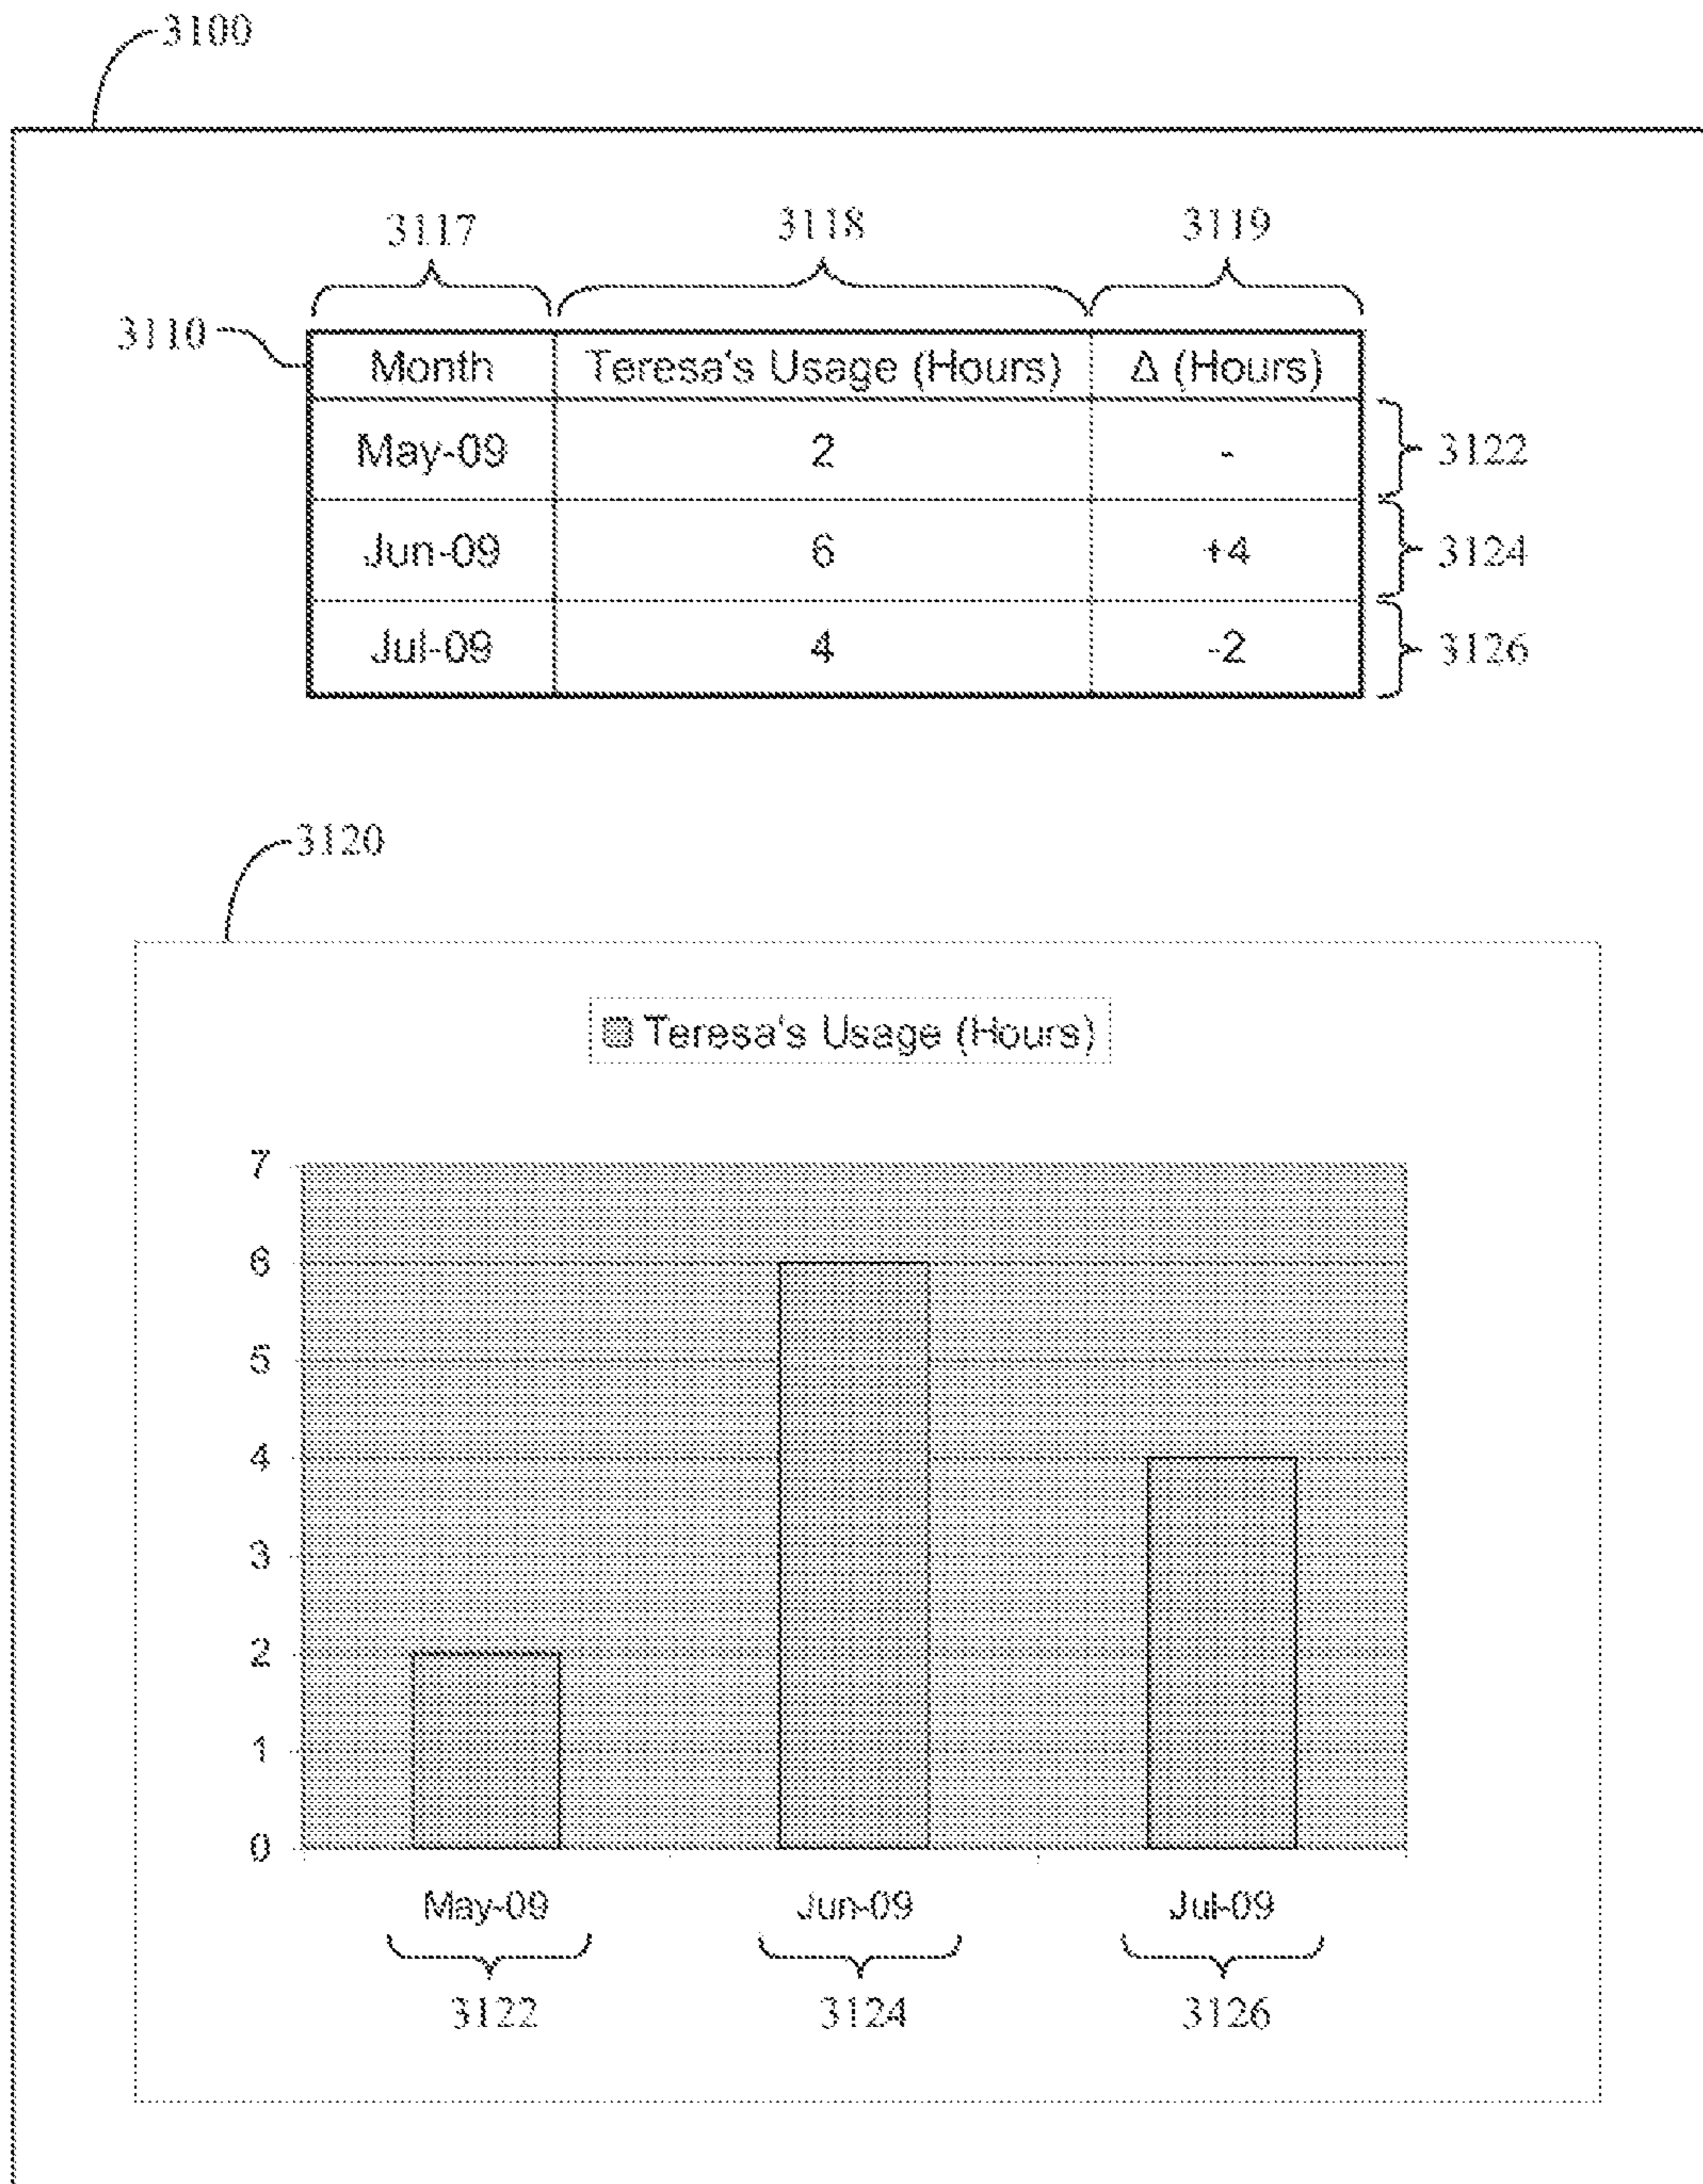 3100
3117 3118 3119
3110
Month Teresa's Usage (Hours) Δ (Hours)
May-09 2 - 3122
Jun-09 6 +4 3124
Jul-09 4 -2 3126
3120
Teresa's Usage (Hours)
7
6
5
4
3
2
1
0
May-09 Jun-09 Jul-09
3122 3124 3126